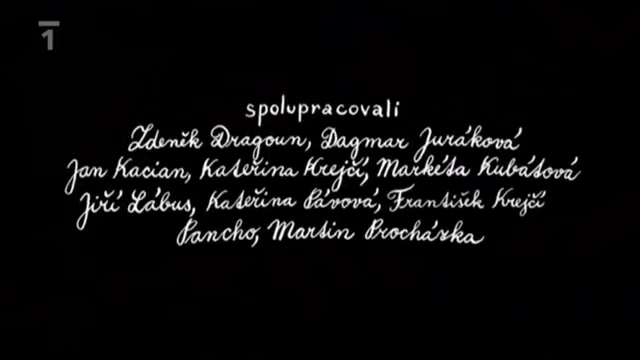 1
spolupracovali
Zdeněk Dragoun, Dagmar Juráková
Jan Kacian, Kateřina Krejčí, Markéta Kubátová
Jiří Lábus, Kateřina Pávová, František Krejčí
Pancho, Martin Procházka